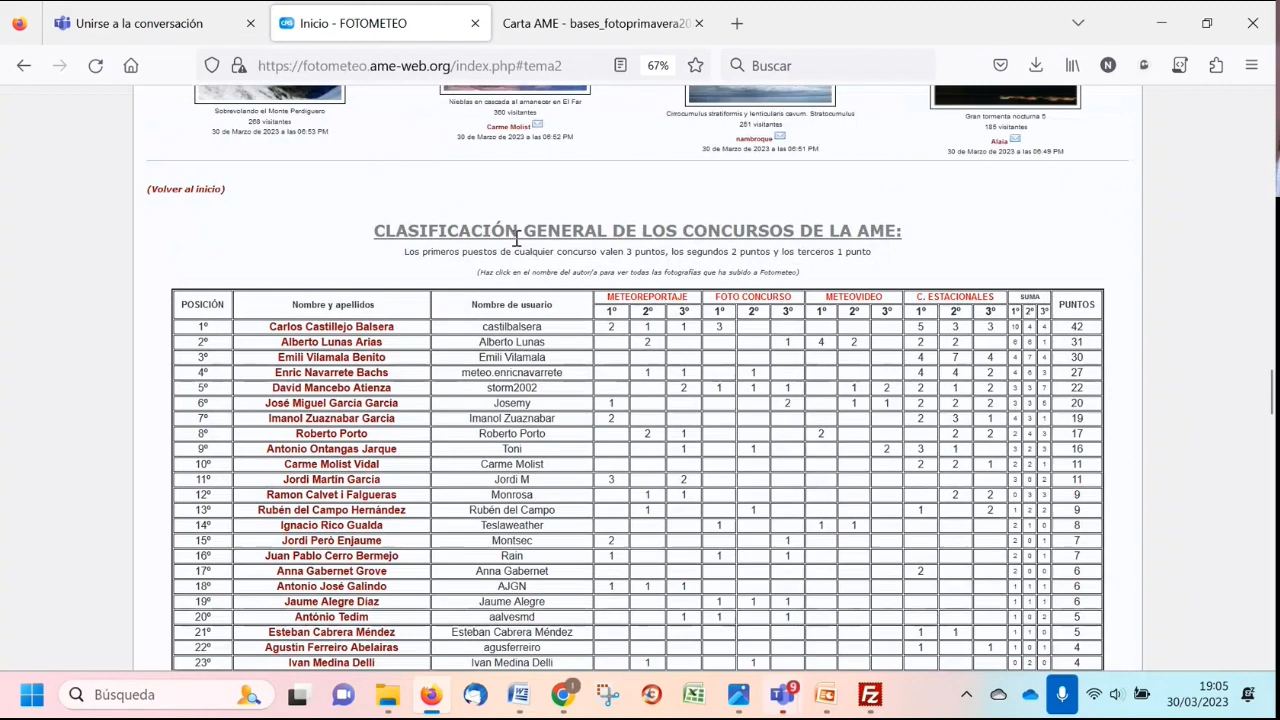 Unirse a la conversación
Inicio - FOTOMETEO
Carta AME - bases_fotoprimavera20
https://fotometeo.ame-web.org/index.php#tema2
67%
Buscar
Sobrevolando el Monte Perdiguero
268 visitantes
30 de Marzo de 2023 a las 06:53 PM
Nieblas en cascada al amanecer en El Far
360 visitantes
Carme Molist
30 de Marzo de 2023 a las 06:52 PM
Cirrocumulus stratiformis y lenticularis cavum. Stratocumulus
251 visitantes
nambroque
30 de Marzo de 2023 a las 06:51 PM
Gran tormenta nocturna 5
185 visitantes
Alaia
30 de Marzo de 2023 a las 06:49 PM
(Volver al inicio)
CLASIFICACIÓN GENERAL DE LOS CONCURSOS DE LA AME:
Los primeros puestos de cualquier concurso valen 3 puntos, los segundos 2 puntos y los terceros 1 punto
(Haz click en el nombre del autor/a para ver todas las fotografías que ha subido a Fotometeo)
POSICIÓN Nombre y apellidos Nombre de usuario METEOREPORTAJE FOTO CONCURSO METEOVIDEO C. ESTACIONALES SUMA PUNTOS
1º 2º 3º 1º 2º 3º 1º 2º 3º 1º 2º 3º 1º 2º 3º
1º Carlos Castillejo Balsera castilbalsera 2 1 1 3 5 3 3 10 4 4 42
2º Alberto Lunas Arias Alberto Lunas 2 1 4 2 2 2 6 6 1 31
3º Emili Vilamala Benito Emili Vilamala 4 7 4 4 7 4 30
4º Enric Navarrete Bachs meteo.enricnavarrete 1 1 1 4 4 2 4 6 3 27
5º David Mancebo Atienza storm2002 2 1 1 1 1 2 2 1 2 3 3 7 22
6º José Miguel García García Josemy 1 2 1 1 2 2 2 3 3 5 20
7º Imanol Zuaznabar García Imanol Zuaznabar 2 2 3 1 4 3 1 19
8º Roberto Porto Roberto Porto 2 1 2 2 2 2 4 3 17
9º Antonio Ontangas Jarque Toni 1 1 2 3 1 3 2 3 16
10º Carme Molist Vidal Carme Molist 2 2 1 2 2 1 11
11º Jordi Martín García Jordi M 3 2 3 0 2 11
12º Ramon Calvet i Falgueras Monrosa 1 1 2 2 0 3 3 9
13º Rubén del Campo Hernández Rubén del Campo 1 1 1 2 1 2 2 9
14º Ignacio Rico Gualda Teslaweather 1 1 1 2 1 0 8
15º Jordi Peró Enjaume Montsec 2 1 2 0 1 7
16º Juan Pablo Cerro Bermejo Rain 1 1 1 2 0 1 7
17º Anna Gabernet Grove Anna Gabernet 2 2 0 0 6
18º Antonio José Galindo AJGN 1 1 1 1 1 1 6
19º Jaume Alegre Díaz Jaume Alegre 1 1 1 1 1 1 6
20º António Tedim aalvesmd 1 1 1 1 0 2 5
21º Esteban Cabrera Méndez Esteban Cabrera Méndez 1 1 1 1 0 5
22º Agustín Ferreiro Abelairas agusferreiro 1 1 1 0 1 4
23º Ivan Medina Delli Ivan Medina Delli 1 1 0 2 0 4
Búsqueda
1
9
19:05
30/03/2023